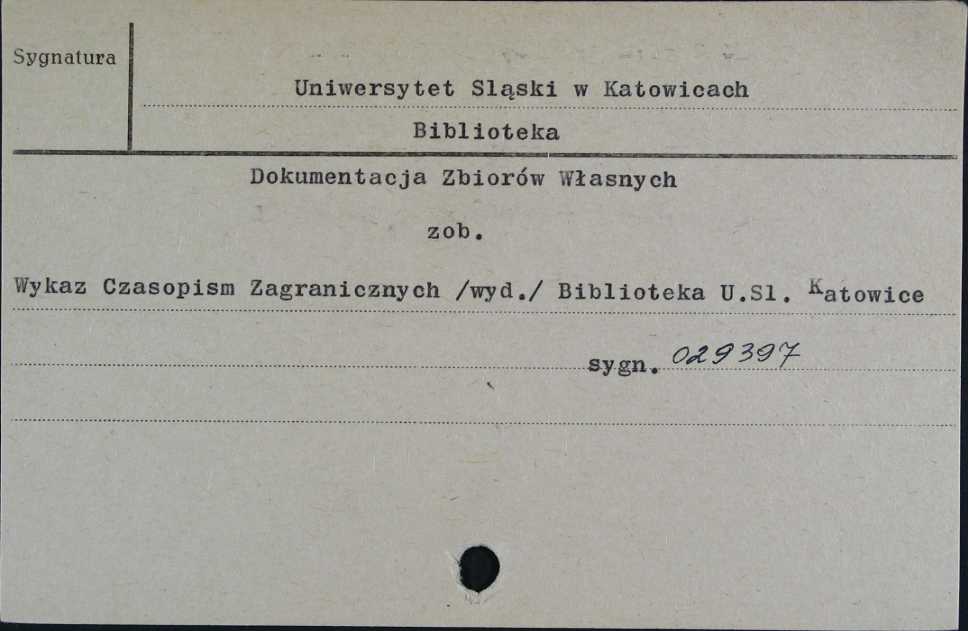 Sygnatura
Uniwersytet Sląski w Katowicach
Biblioteka
Dokumentacja Zbiorów Własnych
zob.
Wykaz Czasopism Zagranicznych /wyd./ Biblioteka U.Sl. Katowice
sygn. 029397